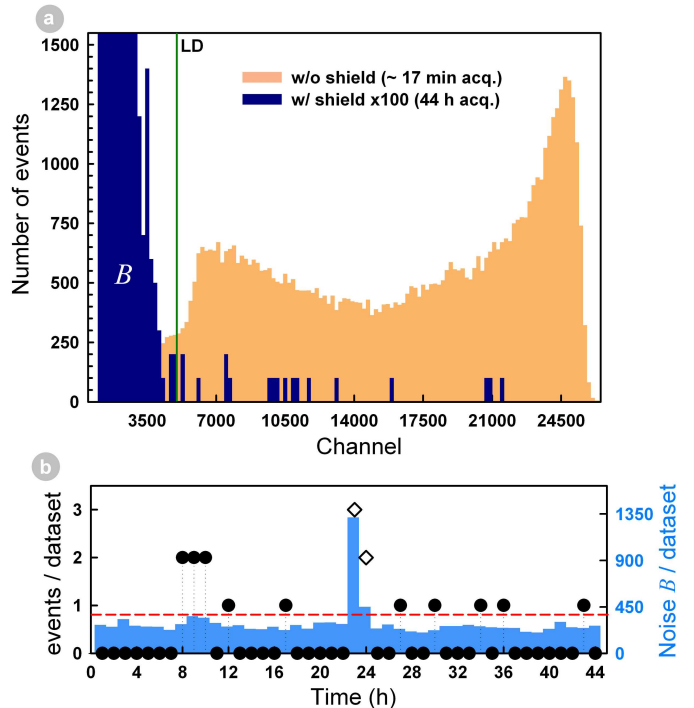 a
1500
1250
1000
750
500
250
0
Number of events
LD
w/o shield (~ 17 min acq.)
w/ shield x100 (44 h acq.)
B
3500 7000 10500 14000 17500 21000 24500
Channel
b
3
2
1
0
events / dataset
1350
900
450
0
Noise B / dataset
0 4 8 12 16 20 24 28 32 36 40 44
Time (h)